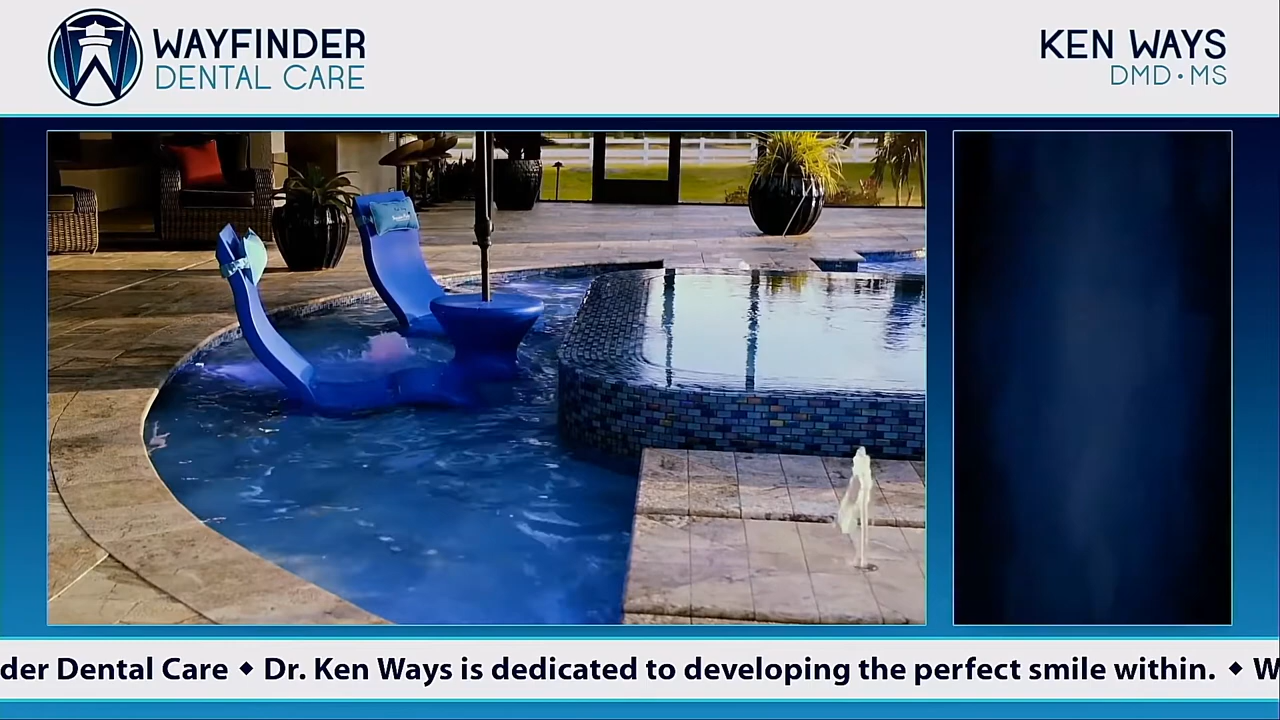 WAYFINDER
DENTAL CARE
KEN WAYS
DMD • MS
der Dental Care ◆ Dr. Ken Ways is dedicated to developing the perfect smile within. ◆ W